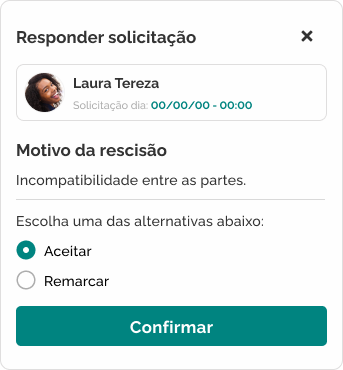 Responder solicitação
Laura Tereza
Solicitação dia: 00/00/00 - 00:00
Motivo da rescisão
Incompatibilidade entre as partes.
Escolha uma das alternativas abaixo:
Aceitar
Remarcar
Confirmar